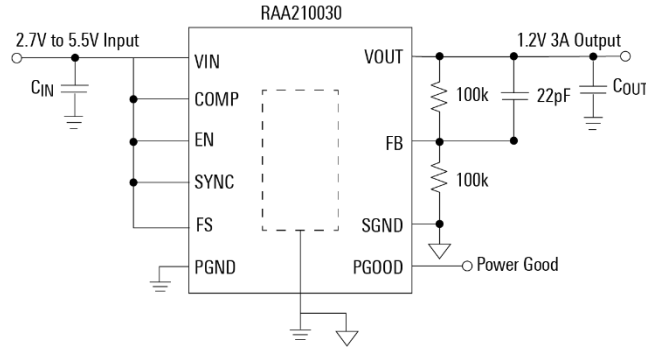 RAA210030
2.7V to 5.5V Input
1.2V 3A Output
VIN
VOUT
CIN
COMP
100k
22pF
COUT
EN
FB
SYNC
100k
FS
SGND
PGND
PGOOD
Power Good